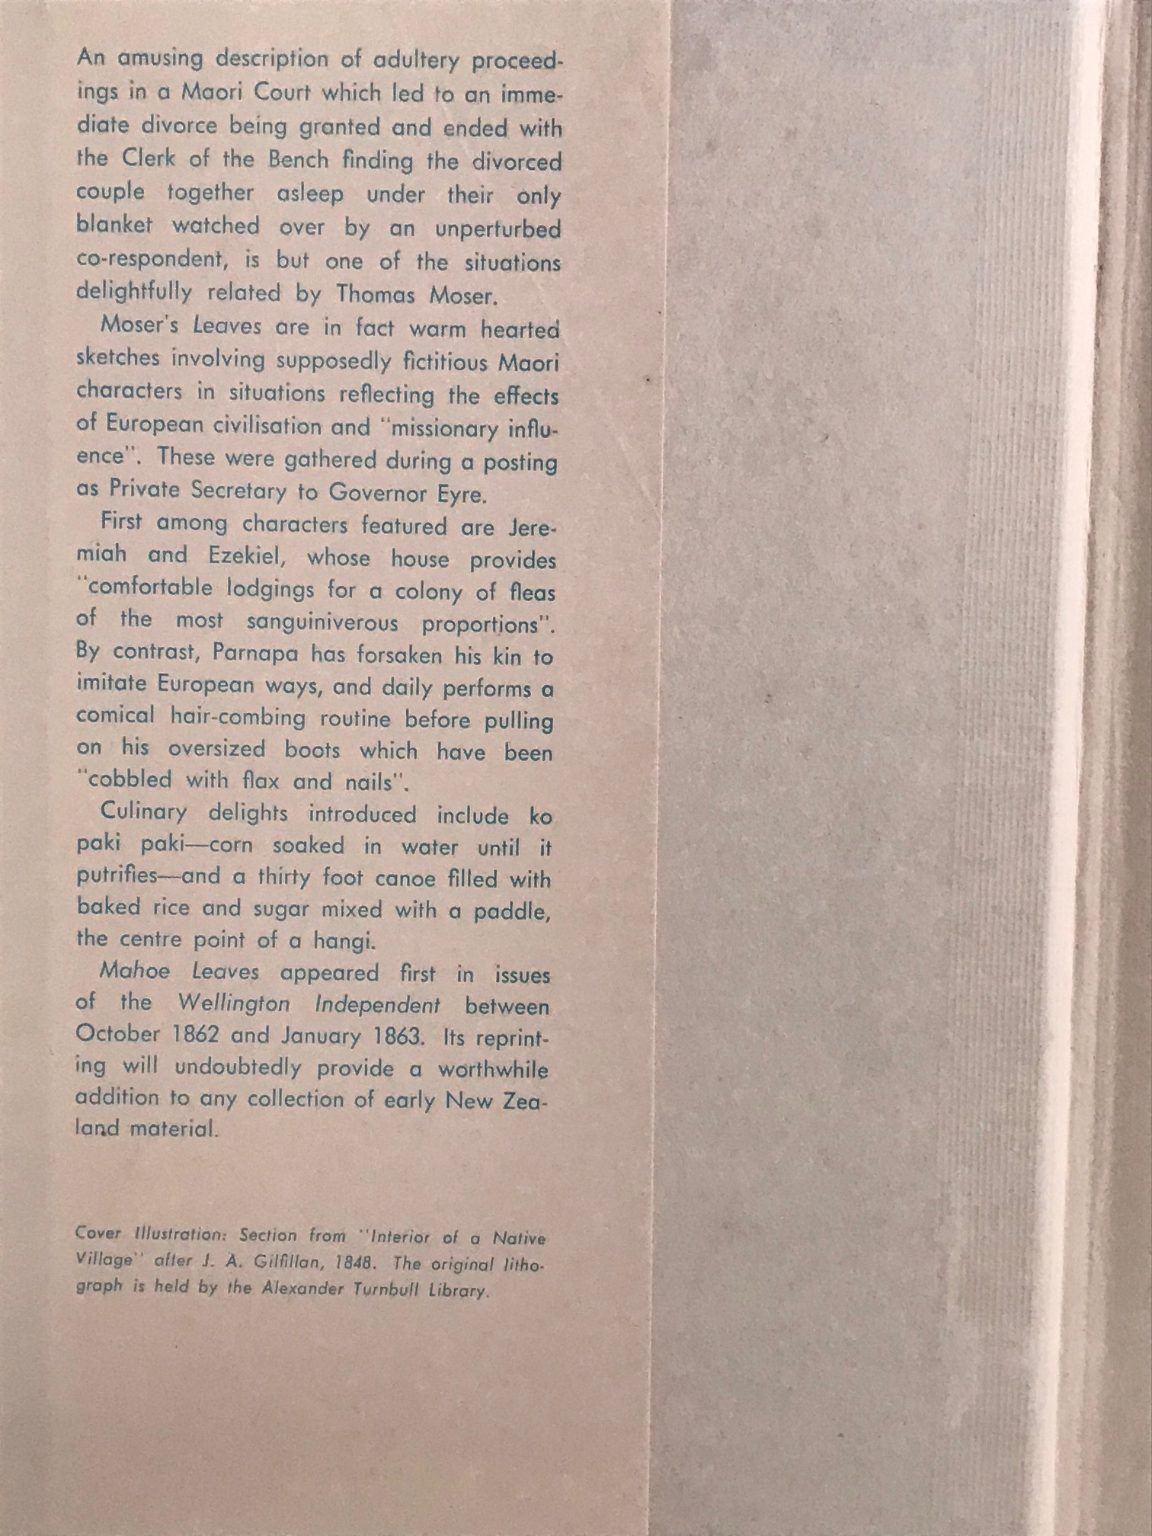 An amusing description of adultery proceed-
ings in a Maori Court which led to an imme-
diate divorce being granted and ended with
the Clerk of the Bench finding the divorced
couple together asleep under their only
blanket watched over by an unperturbed
co-respondent, is but one of the situations
delightfully related by Thomas Moser.
Moser's Leaves are in fact warm hearted
sketches involving supposedly fictitious Maori
characters in situations reflecting the effects
of European civilisation and "missionary influ-
ence". These were gathered during a posting
as Private Secretary to Governor Eyre.
First among characters featured are Jere-
miah and Ezekiel, whose house provides
"comfortable lodgings for a colony of fleas
of the most sanguiniverous proportions".
By contrast, Parnapa has forsaken his kin to
imitate European ways, and daily performs a
comical hair-combing routine before pulling
on his oversized boots which have been
"cobbled with flax and nails".
Culinary delights introduced include ko
paki paki—corn soaked in water until it
putrifies—and a thirty foot canoe filled with
baked rice and sugar mixed with a paddle,
the centre point of a hangi.
Mahoe Leaves appeared first in issues
of the Wellington Independent between
October 1862 and January 1863. Its reprint-
ing will undoubtedly provide a worthwhile
addition to any collection of early New Zea-
land material.
Cover Illustration: Section from "Interior of a Native
Village" after J. A. Gilfillan, 1848. The original litho-
graph is held by the Alexander Turnbull Library.